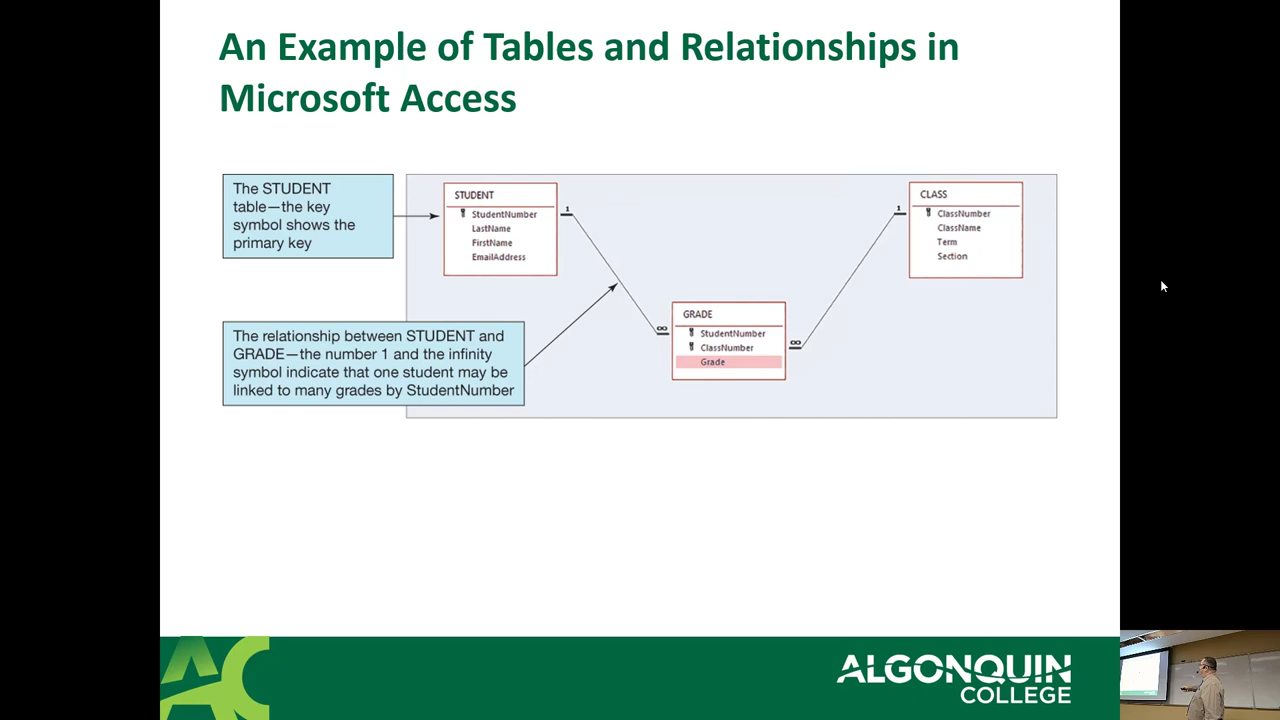 An Example of Tables and Relationships in
Microsoft Access
The STUDENT
table—the key
symbol shows the
primary key
STUDENT
StudentNumber
LastName
FirstName
EmailAddress
1
1
CLASS
ClassNumber
ClassName
Term
Section
The relationship between STUDENT and
GRADE—the number 1 and the infinity
symbol indicate that one student may be
linked to many grades by StudentNumber
∞
GRADE
StudentNumber
ClassNumber
Grade
∞
AC
ALGONQUIN
COLLEGE